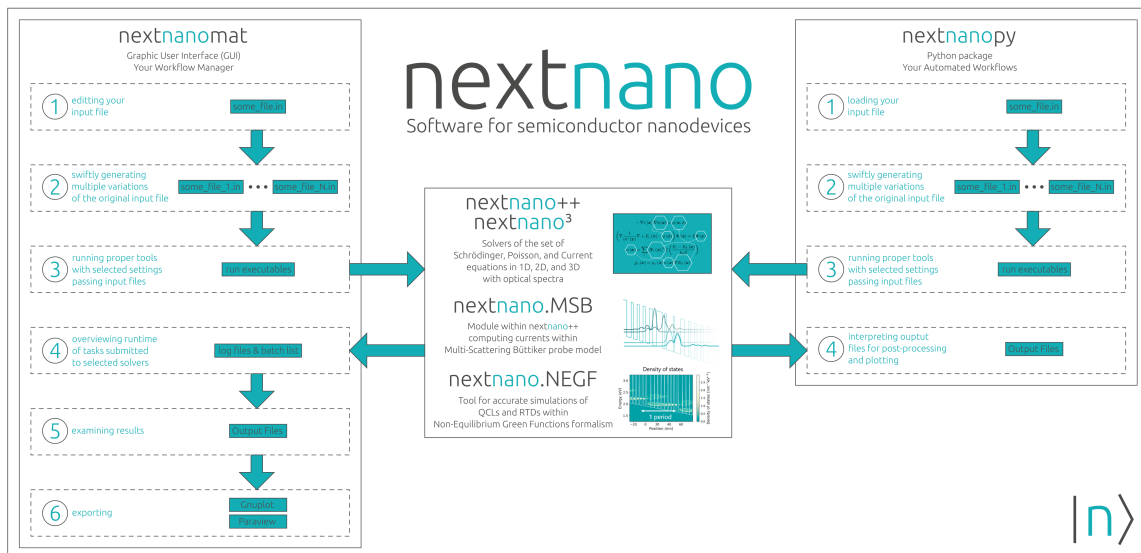 nextnanomat
Graphic User Interface (GUI)
Your Workflow Manager
1
editting your
input file
some_file.in
2
swiftly generating
multiple variations
of the original input file
some_file_1.in ••• some_file_N.in
3
running proper tools
with selected settings
passing input files
run executables
4
overviewing runtime
of tasks submitted
to selected solvers
log files & batch list
5
examining results
Output Files
6
exporting
Gnuplot
Paraview
nextnano
Software for semiconductor nanodevices
nextnano++
nextnano³
Solvers of the set of
Schrödinger, Poisson, and Current
equations in 1D, 2D, and 3D
with optical spectra
nextnano.MSB
Module within nextnano++
computing currents within
Multi-Scattering Büttiker probe model
nextnano.NEGF
Tool for accurate simulations of
QCLs and RTDs within
Non-Equilibrium Green Functions formalism
Density of states
Energy (eV)
1 period
−20 0 20 40 60
Position (nm)
nextnanopy
Python package
Your Automated Workflows
1
loading your
input file
some_file.in
2
swiftly generating
multiple variations
of the original input file
some_file_1.in ••• some_file_N.in
3
running proper tools
with selected settings
passing input files
run executables
4
interpreting ouptut
files for post-processing
and plotting
Output Files
|n⟩